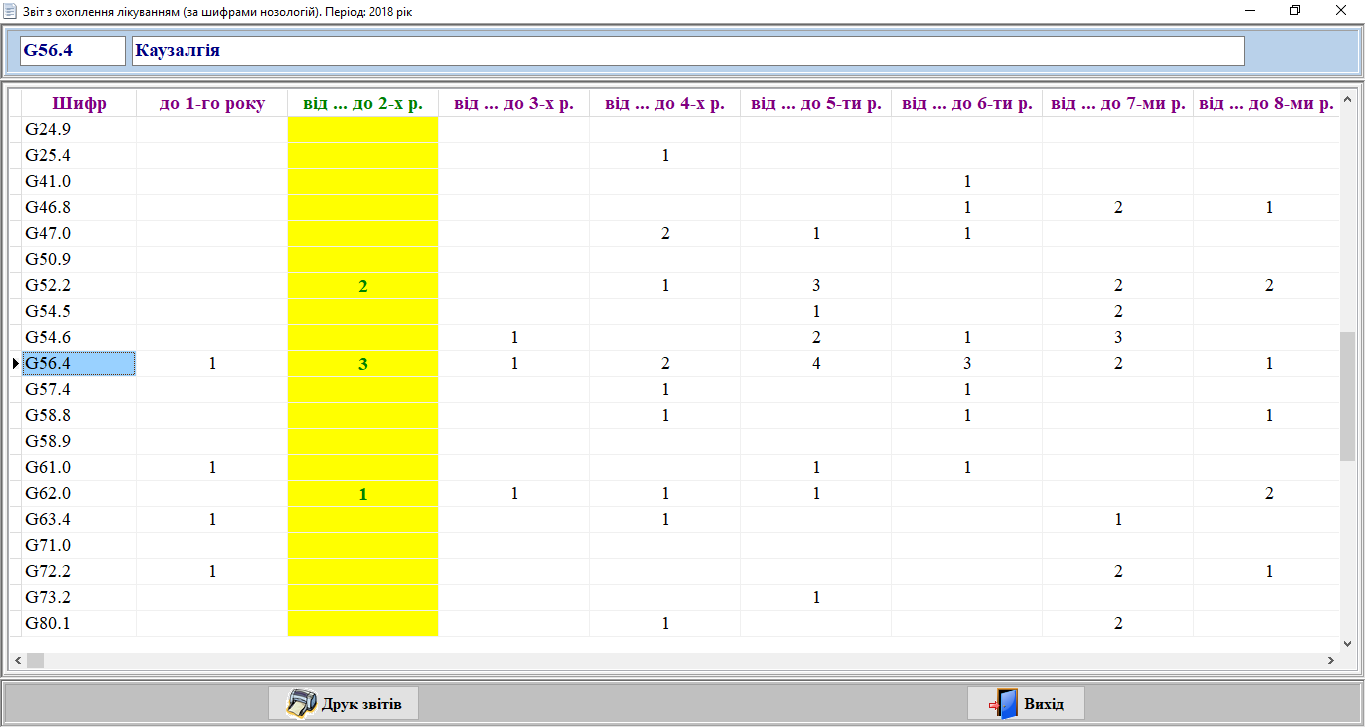 Звіт з охоплення лікуванням (за шифрами нозологій). Період: 2018 рік
G56.4 Каузалгія
Шифр до 1-го року від ... до 2-х р. від ... до 3-х р. від ... до 4-х р. від ... до 5-ти р. від ... до 6-ти р. від ... до 7-ми р. від ... до 8-ми р.
G24.9
G25.4 1
G41.0 1
G46.8 1 2 1
G47.0 2 1 1
G50.9
G52.2 2 1 3 2 2
G54.5 1 2
G54.6 1 2 1 3
G56.4 1 3 1 2 4 3 2 1
G57.4 1 1
G58.8 1 1 1
G58.9
G61.0 1 1 1
G62.0 1 1 1 1 2
G63.4 1 1 1
G71.0
G72.2 1 2 1
G73.2 1
G80.1 1 2
Друк звітів Вихід